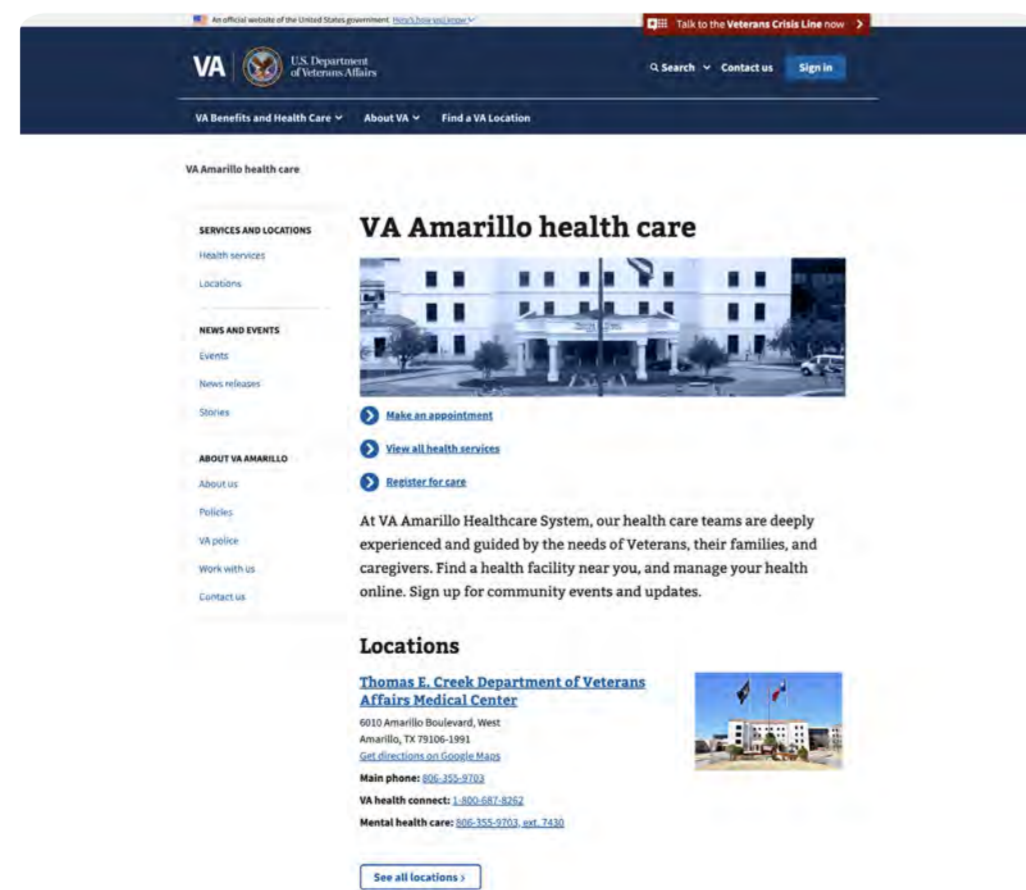 An official website of the United States government. Here's how you know
Talk to the Veterans Crisis Line now
VA
U.S. Department
of Veterans Affairs
Search
Contact us
Sign in
VA Benefits and Health Care
About VA
Find a VA Location
VA Amarillo health care
SERVICES AND LOCATIONS
Health services
Locations
NEWS AND EVENTS
Events
News releases
Stories
ABOUT VA AMARILLO
About us
Policies
VA police
Work with us
Contact us
VA Amarillo health care
Make an appointment
View all health services
Register for care
At VA Amarillo Healthcare System, our health care teams are deeply
experienced and guided by the needs of Veterans, their families, and
caregivers. Find a health facility near you, and manage your health
online. Sign up for community events and updates.
Locations
Thomas E. Creek Department of Veterans
Affairs Medical Center
6010 Amarillo Boulevard, West
Amarillo, TX 79106-1991
Get directions on Google Maps
Main phone: 806-355-9703
VA health connect: 1-800-687-8262
Mental health care: 806-355-9703, ext. 7430
See all locations ›